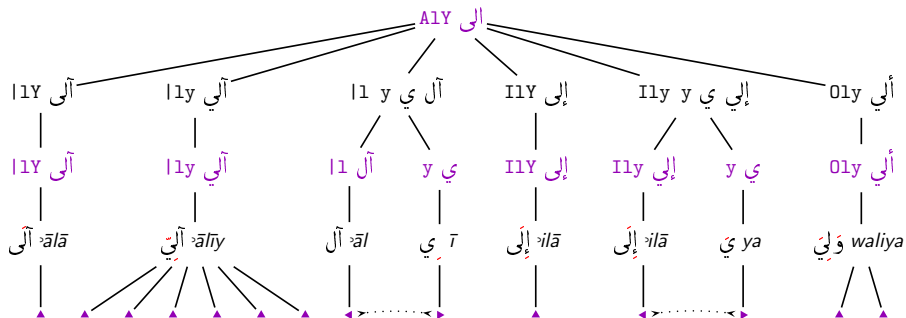 AlY الى
|lY آلى |ly آلي |l y آل ي IlY إلى Ily y إلي ي Oly ألي
|lY آلى |ly آلي |l آل y ي IlY إلى Ily إلي y ي Oly ألي
آلَى ʾālā آلِيّ ʾālīy آل ʾāl ِي ī إِلَى ʾilā إِلَى ʾilā يَ ya وَلِيَ waliya